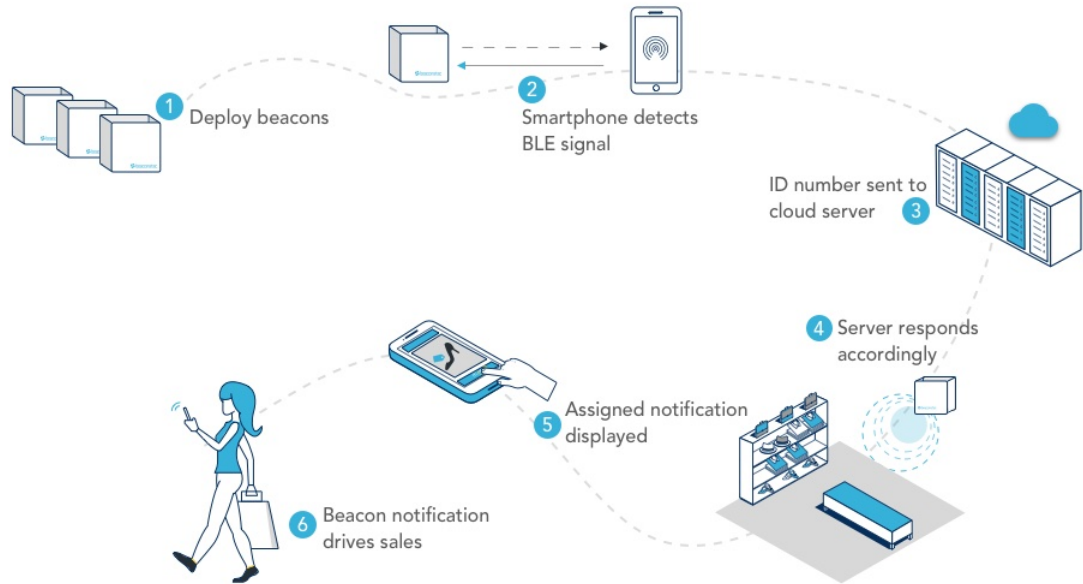 1
Deploy beacons
2
Smartphone detects
BLE signal
ID number sent to
cloud server 3
4 Server responds
accordingly
5 Assigned notification
displayed
6 Beacon notification
drives sales